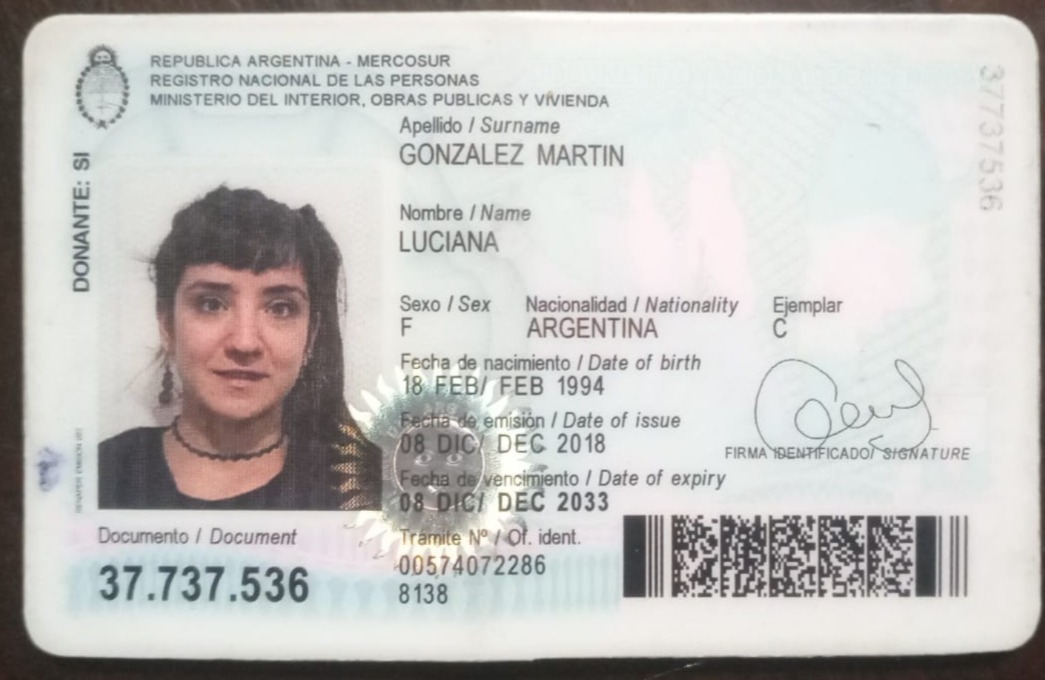 REPUBLICA ARGENTINA - MERCOSUR
REGISTRO NACIONAL DE LAS PERSONAS
MINISTERIO DEL INTERIOR, OBRAS PUBLICAS Y VIVIENDA
Apellido / Surname
GONZALEZ MARTIN
Nombre / Name
LUCIANA
Sexo / Sex Nacionalidad / Nationality Ejemplar
F ARGENTINA C
Fecha de nacimiento / Date of birth
18 FEB/ FEB 1994
Fecha de emisión / Date of issue
08 DIC/ DEC 2018
FIRMA IDENTIFICADO/ SIGNATURE
Fecha de vencimiento / Date of expiry
08 DIC/ DEC 2033
Documento / Document
37.737.536
Trámite Nº / Of. ident.
00574072286
8138
DONANTE: SI
37737536